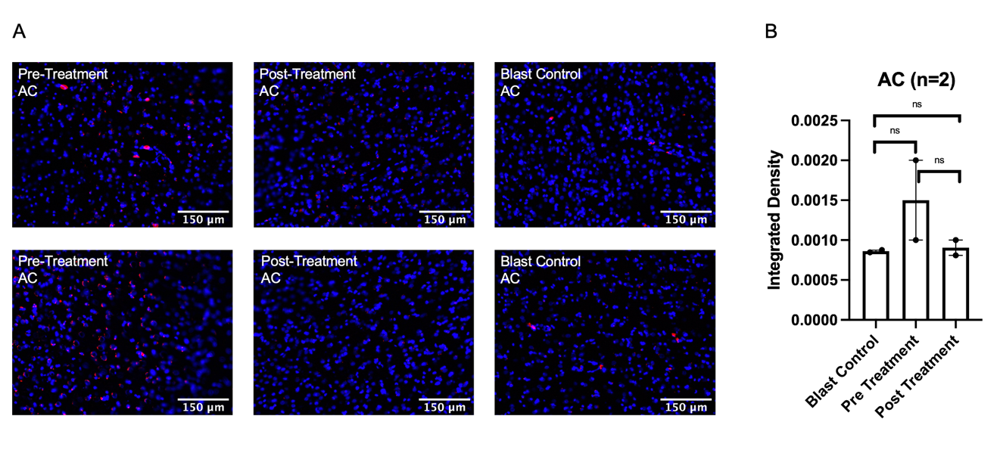 A
Pre-Treatment
AC
150 µm
Post-Treatment
AC
150 µm
Blast Control
AC
150 µm
Pre-Treatment
AC
150 µm
Post-Treatment
AC
150 µm
Blast Control
AC
150 µm
B
AC (n=2)
ns
ns
ns
Integrated Density
0.0025
0.0020
0.0015
0.0010
0.0005
0.0000
Blast Control
Pre Treatment
Post Treatment